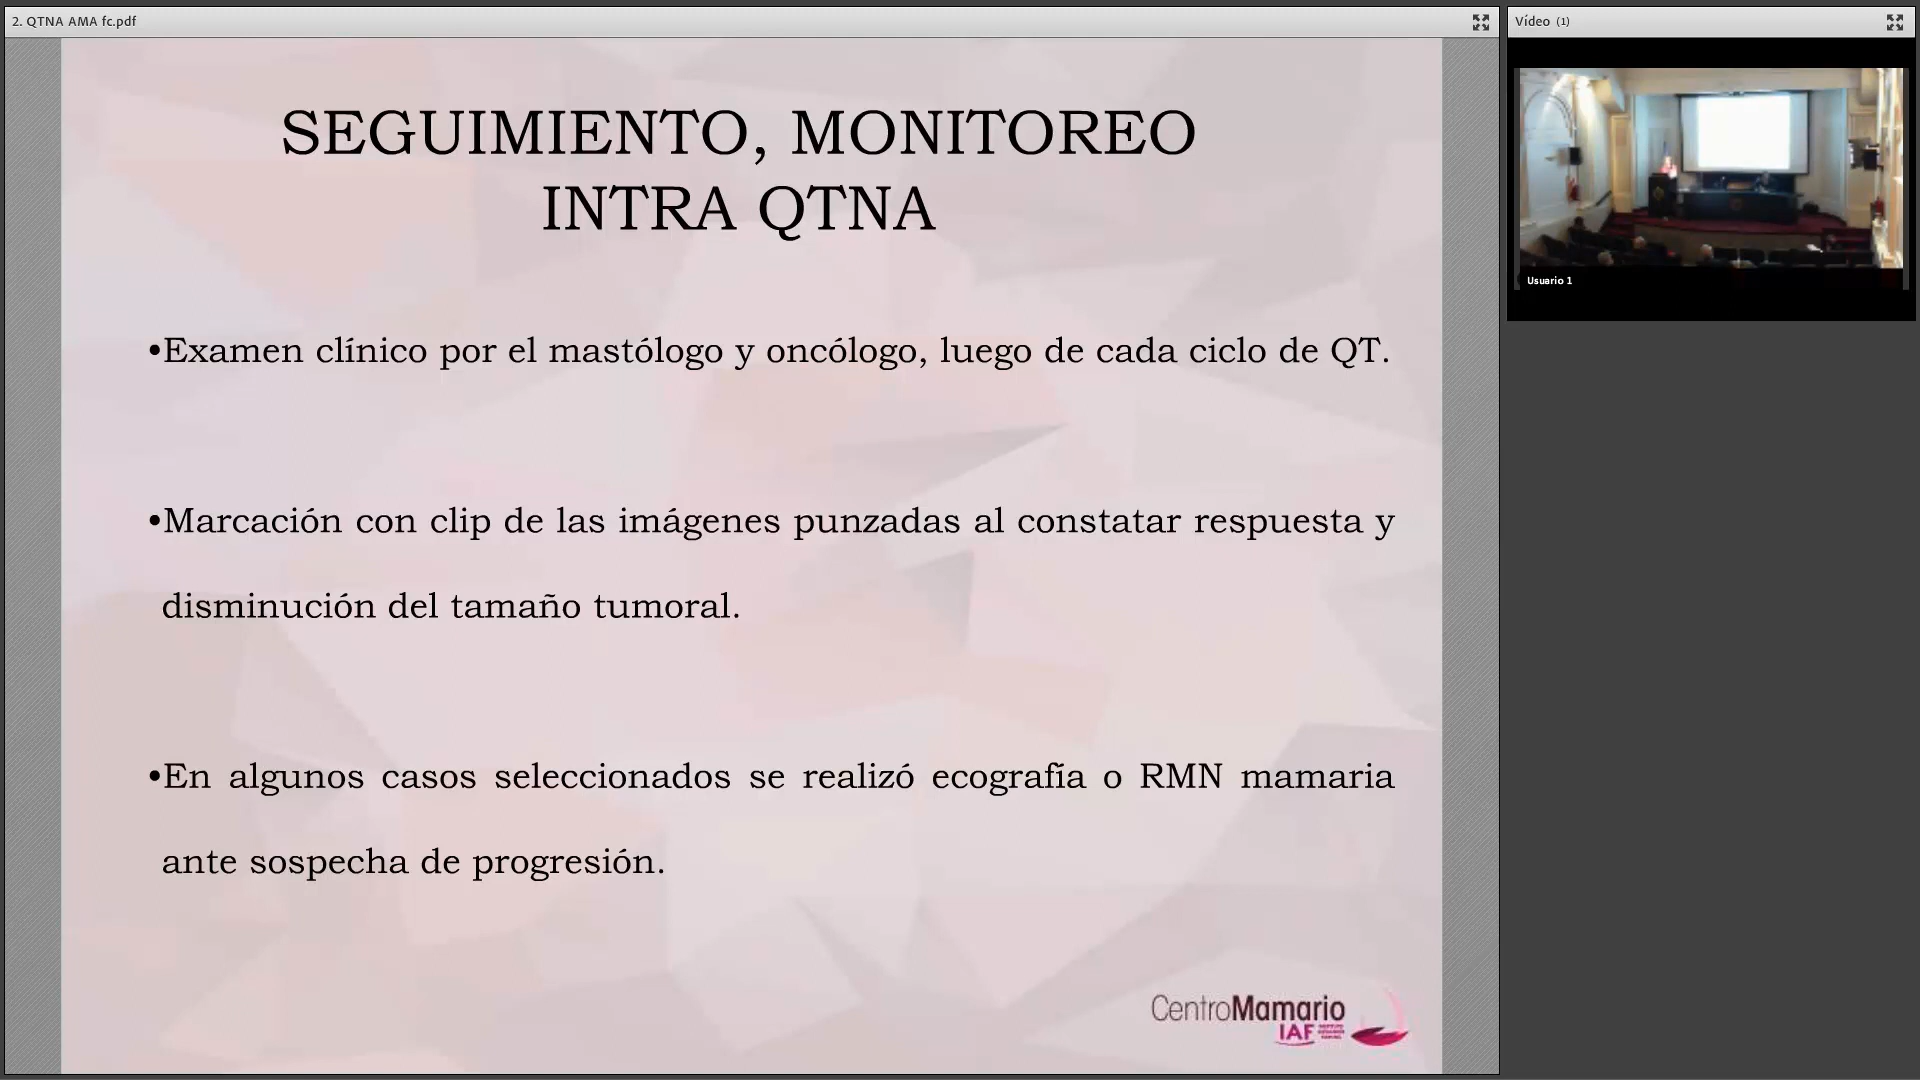 2. QTNA AMA fc.pdf
Vídeo (1)
SEGUIMIENTO, MONITOREO
INTRA QTNA
•Examen clínico por el mastólogo y oncólogo, luego de cada ciclo de QT.
•Marcación con clip de las imágenes punzadas al constatar respuesta y
disminución del tamaño tumoral.
•En algunos casos seleccionados se realizó ecografía o RMN mamaria
ante sospecha de progresión.
CentroMamario
IAF
Usuario 1